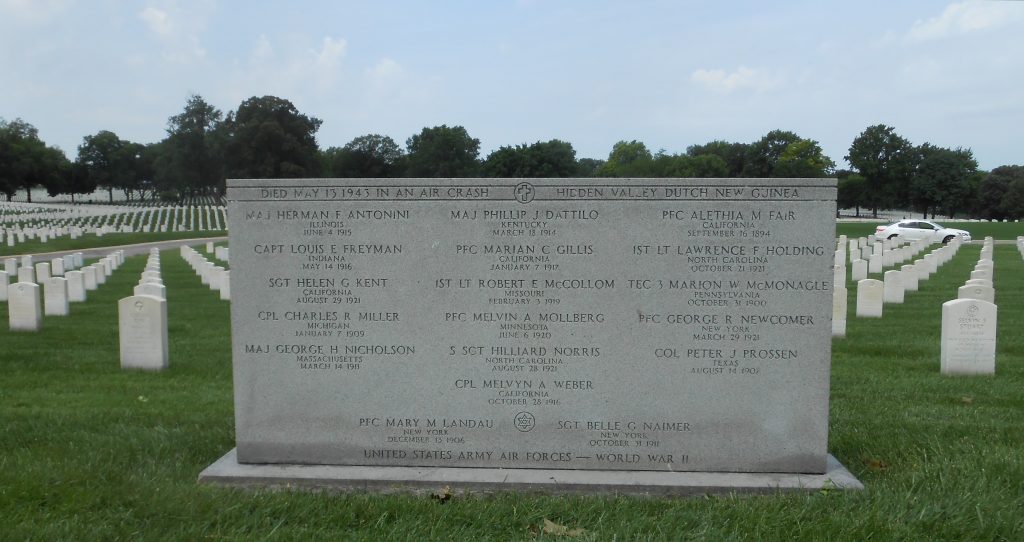 DIED MAY 13 1945 IN AN AIR CRASH
HIDDEN VALLEY DUTCH NEW GUINEA
MAJ HERMAN F ANTONINI
ILLINOIS
JUNE 4 1915
MAJ PHILLIP J DATTILO
KENTUCKY
MARCH 18 1914
PFC ALETHIA M FAIR
CALIFORNIA
SEPTEMBER 16 1894
CAPT LOUIS E FREYMAN
INDIANA
MAY 14 1916
PFC MARIAN C GILLIS
CALIFORNIA
JANUARY 7 1917
1ST LT LAWRENCE F HOLDING
NORTH CAROLINA
OCTOBER 21 1921
SGT HELEN G KENT
CALIFORNIA
AUGUST 29 1921
1ST LT ROBERT E McCOLLOM
MISSOURI
FEBRUARY 3 1919
TEC 3 MARION W McMONAGLE
PENNSYLVANIA
OCTOBER 31 1900
CPL CHARLES R MILLER
MICHIGAN
JANUARY 7 1909
PFC MELVIN A MOLLBERG
MINNESOTA
JUNE 6 1920
PFC GEORGE R NEWCOMER
NEW YORK
MARCH 29 1921
MAJ GEORGE H NICHOLSON
MASSACHUSETTS
MARCH 14 1911
S SGT HILLIARD NORRIS
NORTH CAROLINA
AUGUST 28 1921
COL PETER J PROSSEN
TEXAS
AUGUST 14 1907
CPL MELVYN A WEBER
CALIFORNIA
OCTOBER 28 1916
PFC MARY M LANDAU
NEW YORK
DECEMBER 13 1906
SGT BELLE G NAIMER
NEW YORK
OCTOBER 31 1911
UNITED STATES ARMY AIR FORCES — WORLD WAR II
STUART